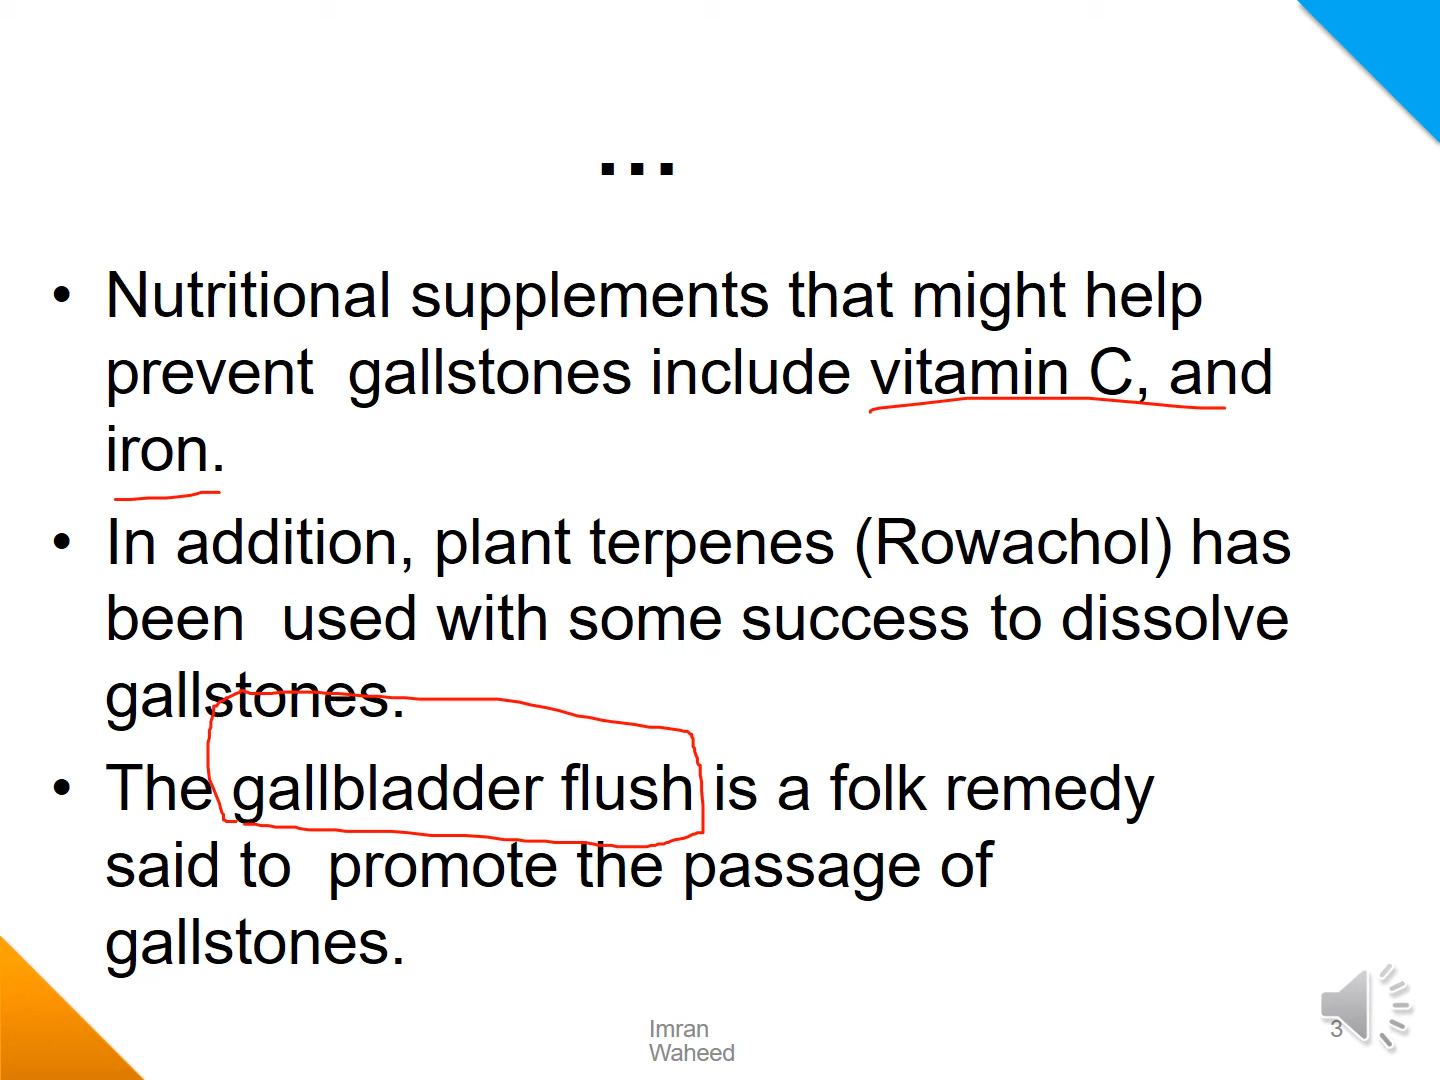 ...
• Nutritional supplements that might help
prevent  gallstones include vitamin C, and
iron.
• In addition, plant terpenes (Rowachol) has
been  used with some success to dissolve
gallstones.
• The gallbladder flush is a folk remedy
said to  promote the passage of
gallstones.
Imran
Waheed
3